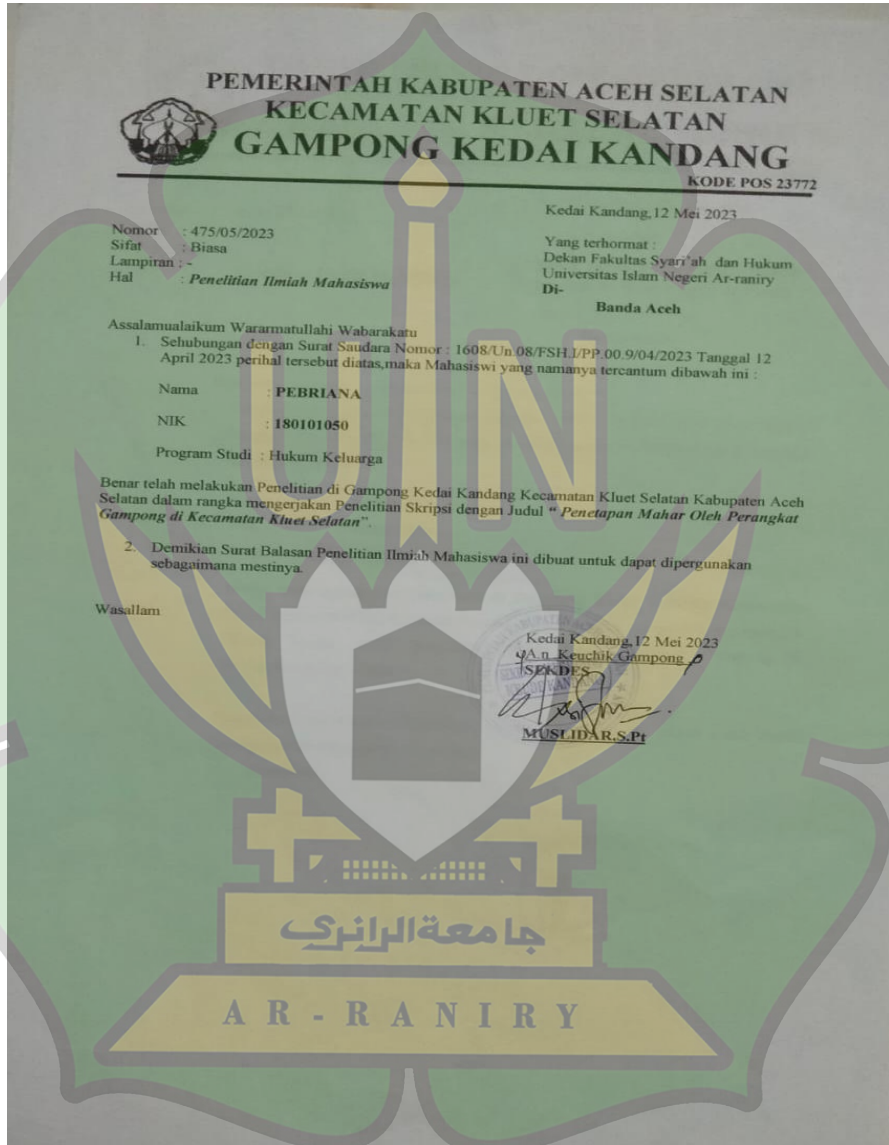 PEMERINTAH KABUPATEN ACEH SELATAN
KECAMATAN KLUET SELATAN
GAMPONG KEDAI KANDANG
KODE POS 23772
Kedai Kandang,12 Mei 2023
Nomor : 475/05/2023
Sifat : Biasa
Lampiran : -
Hal : Penelitian Ilmiah Mahasiswa
Yang terhormat :
Dekan Fakultas Syari'ah dan Hukum
Universitas Islam Negeri Ar-raniry
Di-
Banda Aceh
Assalamualaikum Wararmatullahi Wabarakatu
1. Sehubungan dengan Surat Saudara Nomor : 1608/Un.08/FSH.I/PP.00.9/04/2023 Tanggal 12
April 2023 perihal tersebut diatas,maka Mahasiswi yang namanya tercantum dibawah ini :
Nama : PEBRIANA
NIK : 180101050
Program Studi : Hukum Keluarga
Benar telah melakukan Penelitian di Gampong Kedai Kandang Kecamatan Kluet Selatan Kabupaten Aceh
Selatan dalam rangka mengerjakan Penelitian Skripsi dengan Judul “ Penetapan Mahar Oleh Perangkat
Gampong di Kecamatan Kluet Selatan”.
2. Demikian Surat Balasan Penelitian Ilmiah Mahasiswa ini dibuat untuk dapat dipergunakan
sebagaimana mestinya.
Wasallam
Kedai Kandang,12 Mei 2023
A.n Keuchik Gampong
SEKDES
MUSLIDAR.S.Pt
UIN
جامعة الرانري
AR-RANIRY